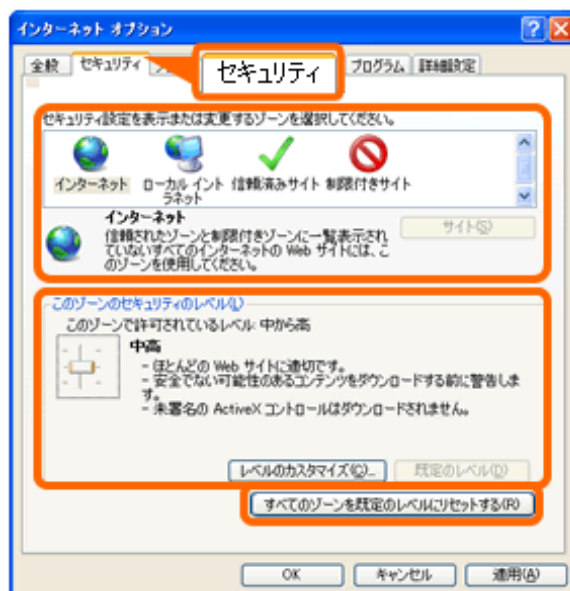 インターネット オプション
全般 セキュリティ
セキュリティ
プログラム 詳細設定
セキュリティ設定を表示または変更するゾーンを選択してください。
インターネット ローカル イントラネット 信頼済みサイト 制限付きサイト
インターネット
サイト(S)
信頼されたゾーンと制限付きゾーンに一覧表示され
ていないすべてのインターネットの Web サイトには、こ
のゾーンを使用してください。
このゾーンのセキュリティのレベル(L)
このゾーンで許可されているレベル: 中から高
中高
- ほとんどの Web サイトに適切です。
- 安全でない可能性のあるコンテンツをダウンロードする前に警告しま
す。
- 未署名の ActiveX コントロールはダウンロードされません。
レベルのカスタマイズ(C)... 既定のレベル(D)
すべてのゾーンを既定のレベルにリセットする(R)
OK キャンセル 適用(A)